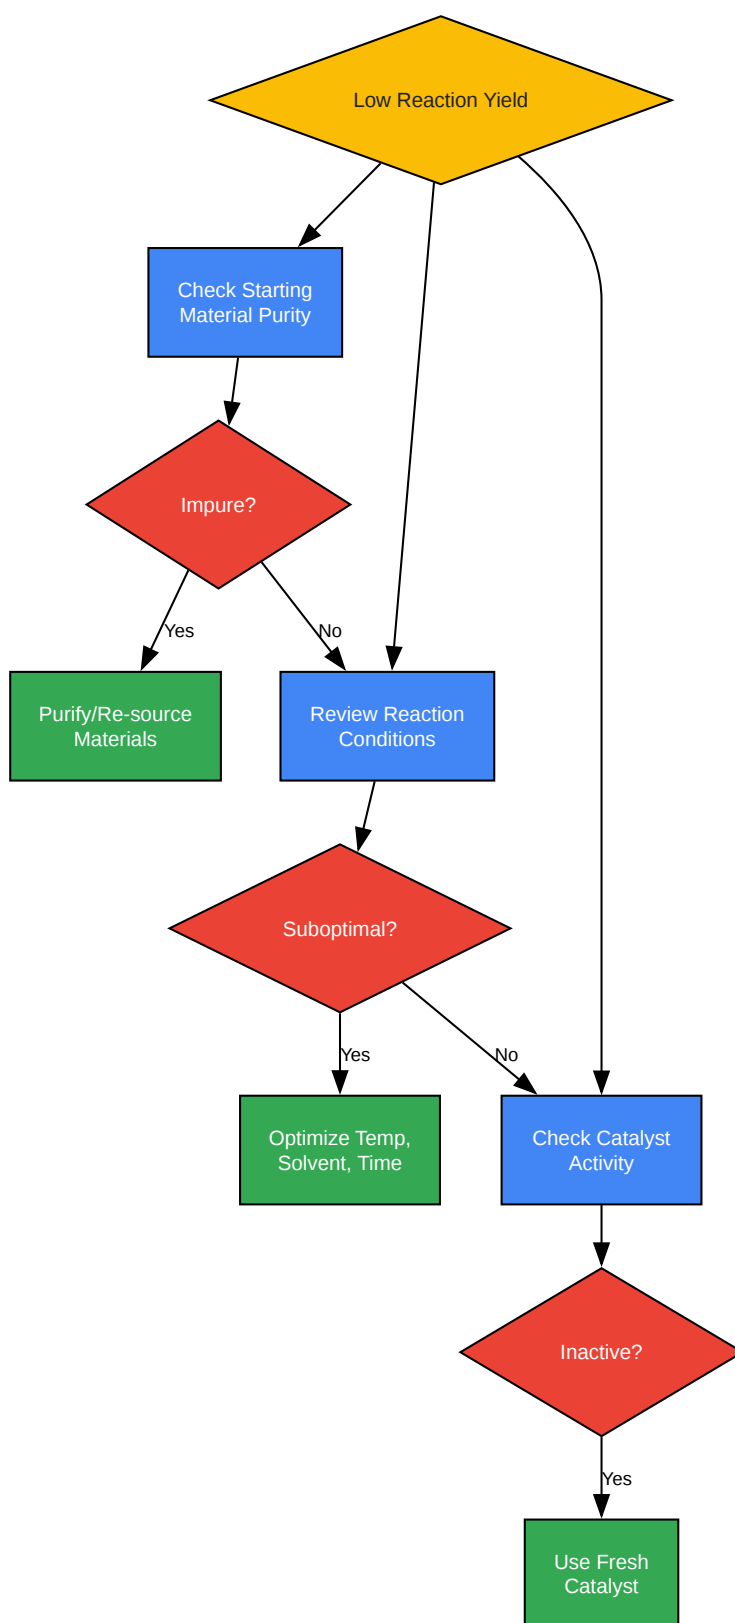 Low Reaction Yield
Check Starting
Material Purity
Impure?
Yes
No
Purify/Re-source
Materials
Review Reaction
Conditions
Suboptimal?
Yes
No
Optimize Temp,
Solvent, Time
Check Catalyst
Activity
Inactive?
Yes
Use Fresh
Catalyst